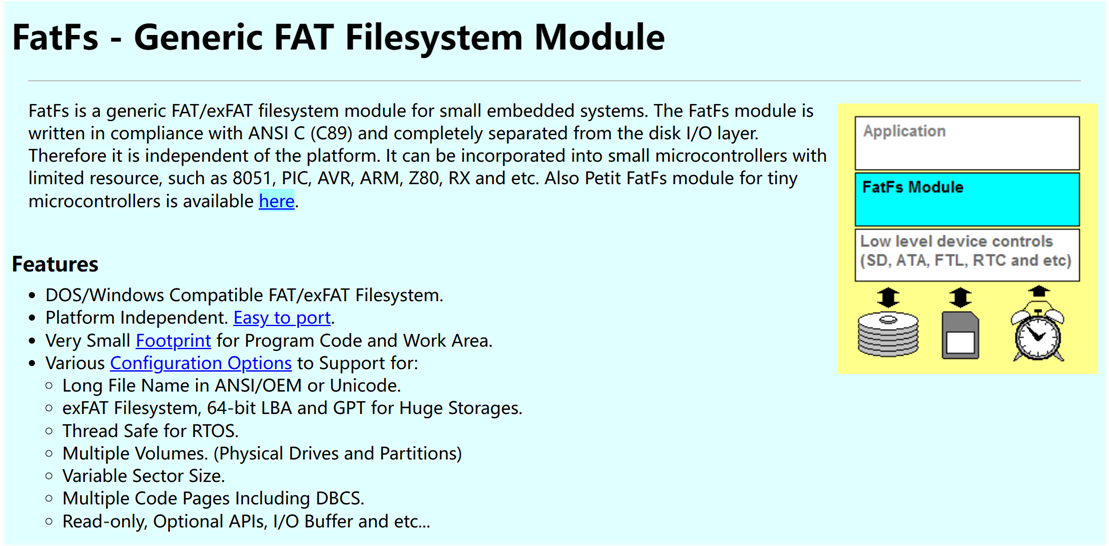 FatFs - Generic FAT Filesystem Module
FatFs is a generic FAT/exFAT filesystem module for small embedded systems. The FatFs module is
written in compliance with ANSI C (C89) and completely separated from the disk I/O layer.
Therefore it is independent of the platform. It can be incorporated into small microcontrollers with
limited resource, such as 8051, PIC, AVR, ARM, Z80, RX and etc. Also Petit FatFs module for tiny
microcontrollers is available here.
Application
FatFs Module
Low level device controls
(SD, ATA, FTL, RTC and etc)
Features
• DOS/Windows Compatible FAT/exFAT Filesystem.
• Platform Independent. Easy to port.
• Very Small Footprint for Program Code and Work Area.
• Various Configuration Options to Support for:
◦ Long File Name in ANSI/OEM or Unicode.
◦ exFAT Filesystem, 64-bit LBA and GPT for Huge Storages.
◦ Thread Safe for RTOS.
◦ Multiple Volumes. (Physical Drives and Partitions)
◦ Variable Sector Size.
◦ Multiple Code Pages Including DBCS.
◦ Read-only, Optional APIs, I/O Buffer and etc...